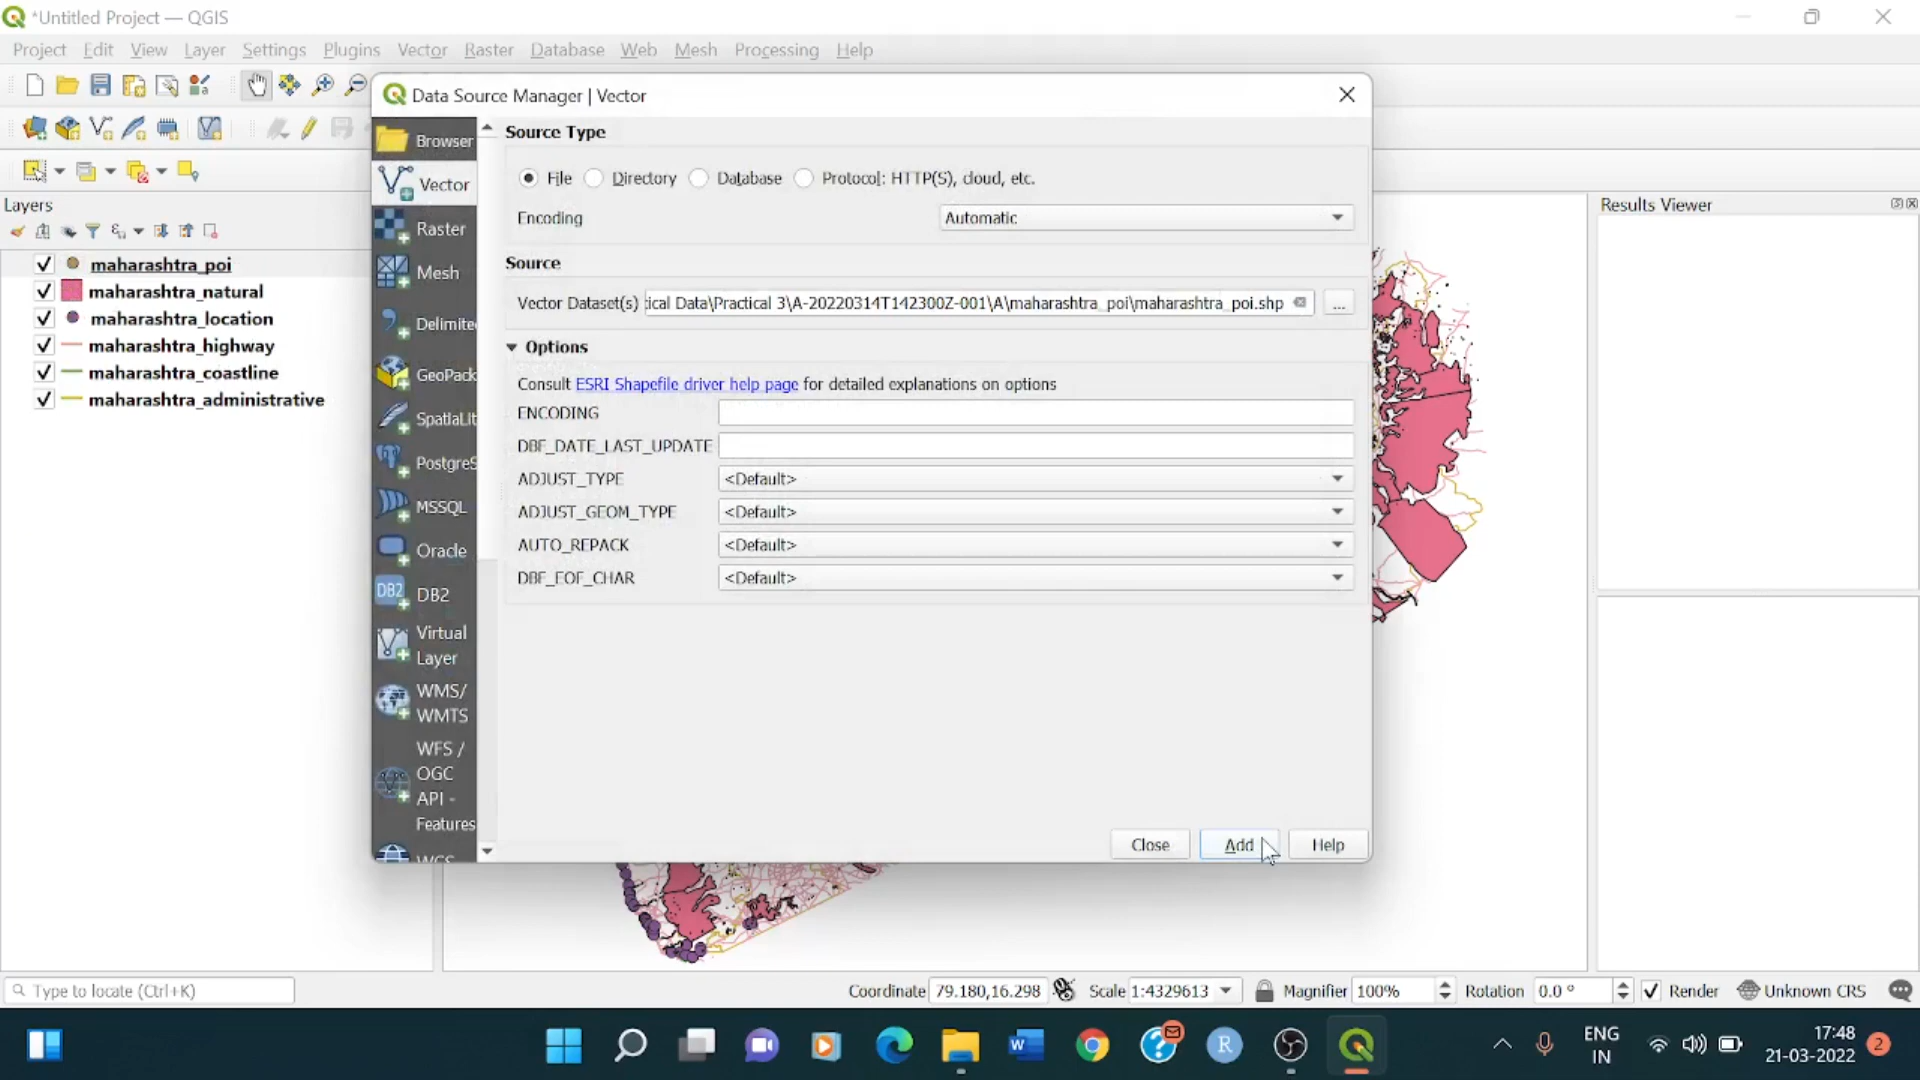 *Untitled Project — QGIS
Project Edit View Layer Settings Plugins Vector Raster Database Web Mesh Processing Help
Data Source Manager | Vector
Browser
Vector
Raster
Mesh
Delimite
GeoPack
SpatiaLit
PostgreS
MSSQL
Oracle
DB2
DB2
Virtual
Layer
WMS/
WMTS
WFS /
OGC
API -
Features
WCS
Source Type
File Directory Database Protocol: HTTP(S), cloud, etc.
Encoding Automatic
Source
Vector Dataset(s) ical Data\Practical 3\A-20220314T142300Z-001\A\maharashtra_poi\maharashtra_poi.shp ...
Options
Consult ESRI Shapefile driver help page for detailed explanations on options
ENCODING
DBF_DATE_LAST_UPDATE
ADJUST_TYPE <Default>
ADJUST_GEOM_TYPE <Default>
AUTO_REPACK <Default>
DBF_EOF_CHAR <Default>
Close Add Help
Layers
maharashtra_poi
maharashtra_natural
maharashtra_location
maharashtra_highway
maharashtra_coastline
maharashtra_administrative
Results Viewer
Type to locate (Ctrl+K)
Coordinate 79.180,16.298 Scale 1:4329613 Magnifier 100% Rotation 0.0 ° Render Unknown CRS
W R
ENG
IN
17:48
21-03-2022
2